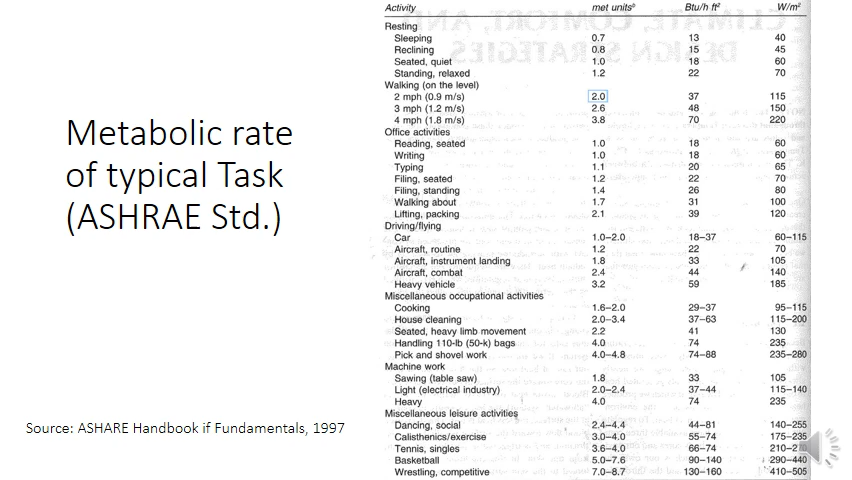 Metabolic rate
of typical Task
(ASHRAE Std.)
Source: ASHARE Handbook if Fundamentals, 1997
Activity met unitsᵇ Btu/h ft² W/m²
Resting
Sleeping 0.7 13 40
Reclining 0.8 15 45
Seated, quiet 1.0 18 60
Standing, relaxed 1.2 22 70
Walking (on the level)
2 mph (0.9 m/s) 2.0 37 115
3 mph (1.2 m/s) 2.6 48 150
4 mph (1.8 m/s) 3.8 70 220
Office activities
Reading, seated 1.0 18 60
Writing 1.0 18 60
Typing 1.1 20 65
Filing, seated 1.2 22 70
Filing, standing 1.4 26 80
Walking about 1.7 31 100
Lifting, packing 2.1 39 120
Driving/flying
Car 1.0–2.0 18–37 60–115
Aircraft, routine 1.2 22 70
Aircraft, instrument landing 1.8 33 105
Aircraft, combat 2.4 44 140
Heavy vehicle 3.2 59 185
Miscellaneous occupational activities
Cooking 1.6–2.0 29–37 95–115
House cleaning 2.0–3.4 37–63 115–200
Seated, heavy limb movement 2.2 41 130
Handling 110-lb (50-k) bags 4.0 74 235
Pick and shovel work 4.0–4.8 74–88 235–280
Machine work
Sawing (table saw) 1.8 33 105
Light (electrical industry) 2.0–2.4 37–44 115–140
Heavy 4.0 74 235
Miscellaneous leisure activities
Dancing, social 2.4–4.4 44–81 140–255
Calisthenics/exercise 3.0–4.0 55–74 175–235
Tennis, singles 3.6–4.0 66–74
Basketball 5.0–7.6 90–140 290–440
Wrestling, competitive 7.0–8.7 130–160 410–505